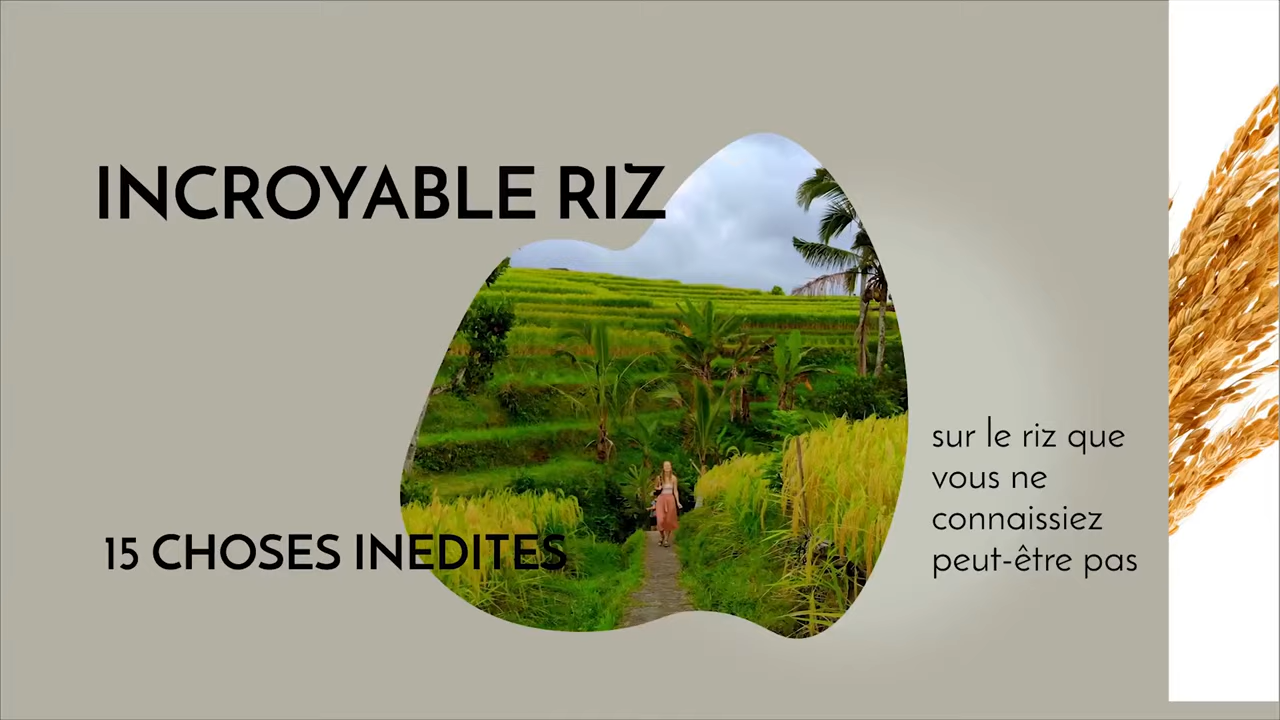 INCROYABLE RIZ
15 CHOSES INEDITES
sur le riz que
vous ne
connaissiez
peut-être pas